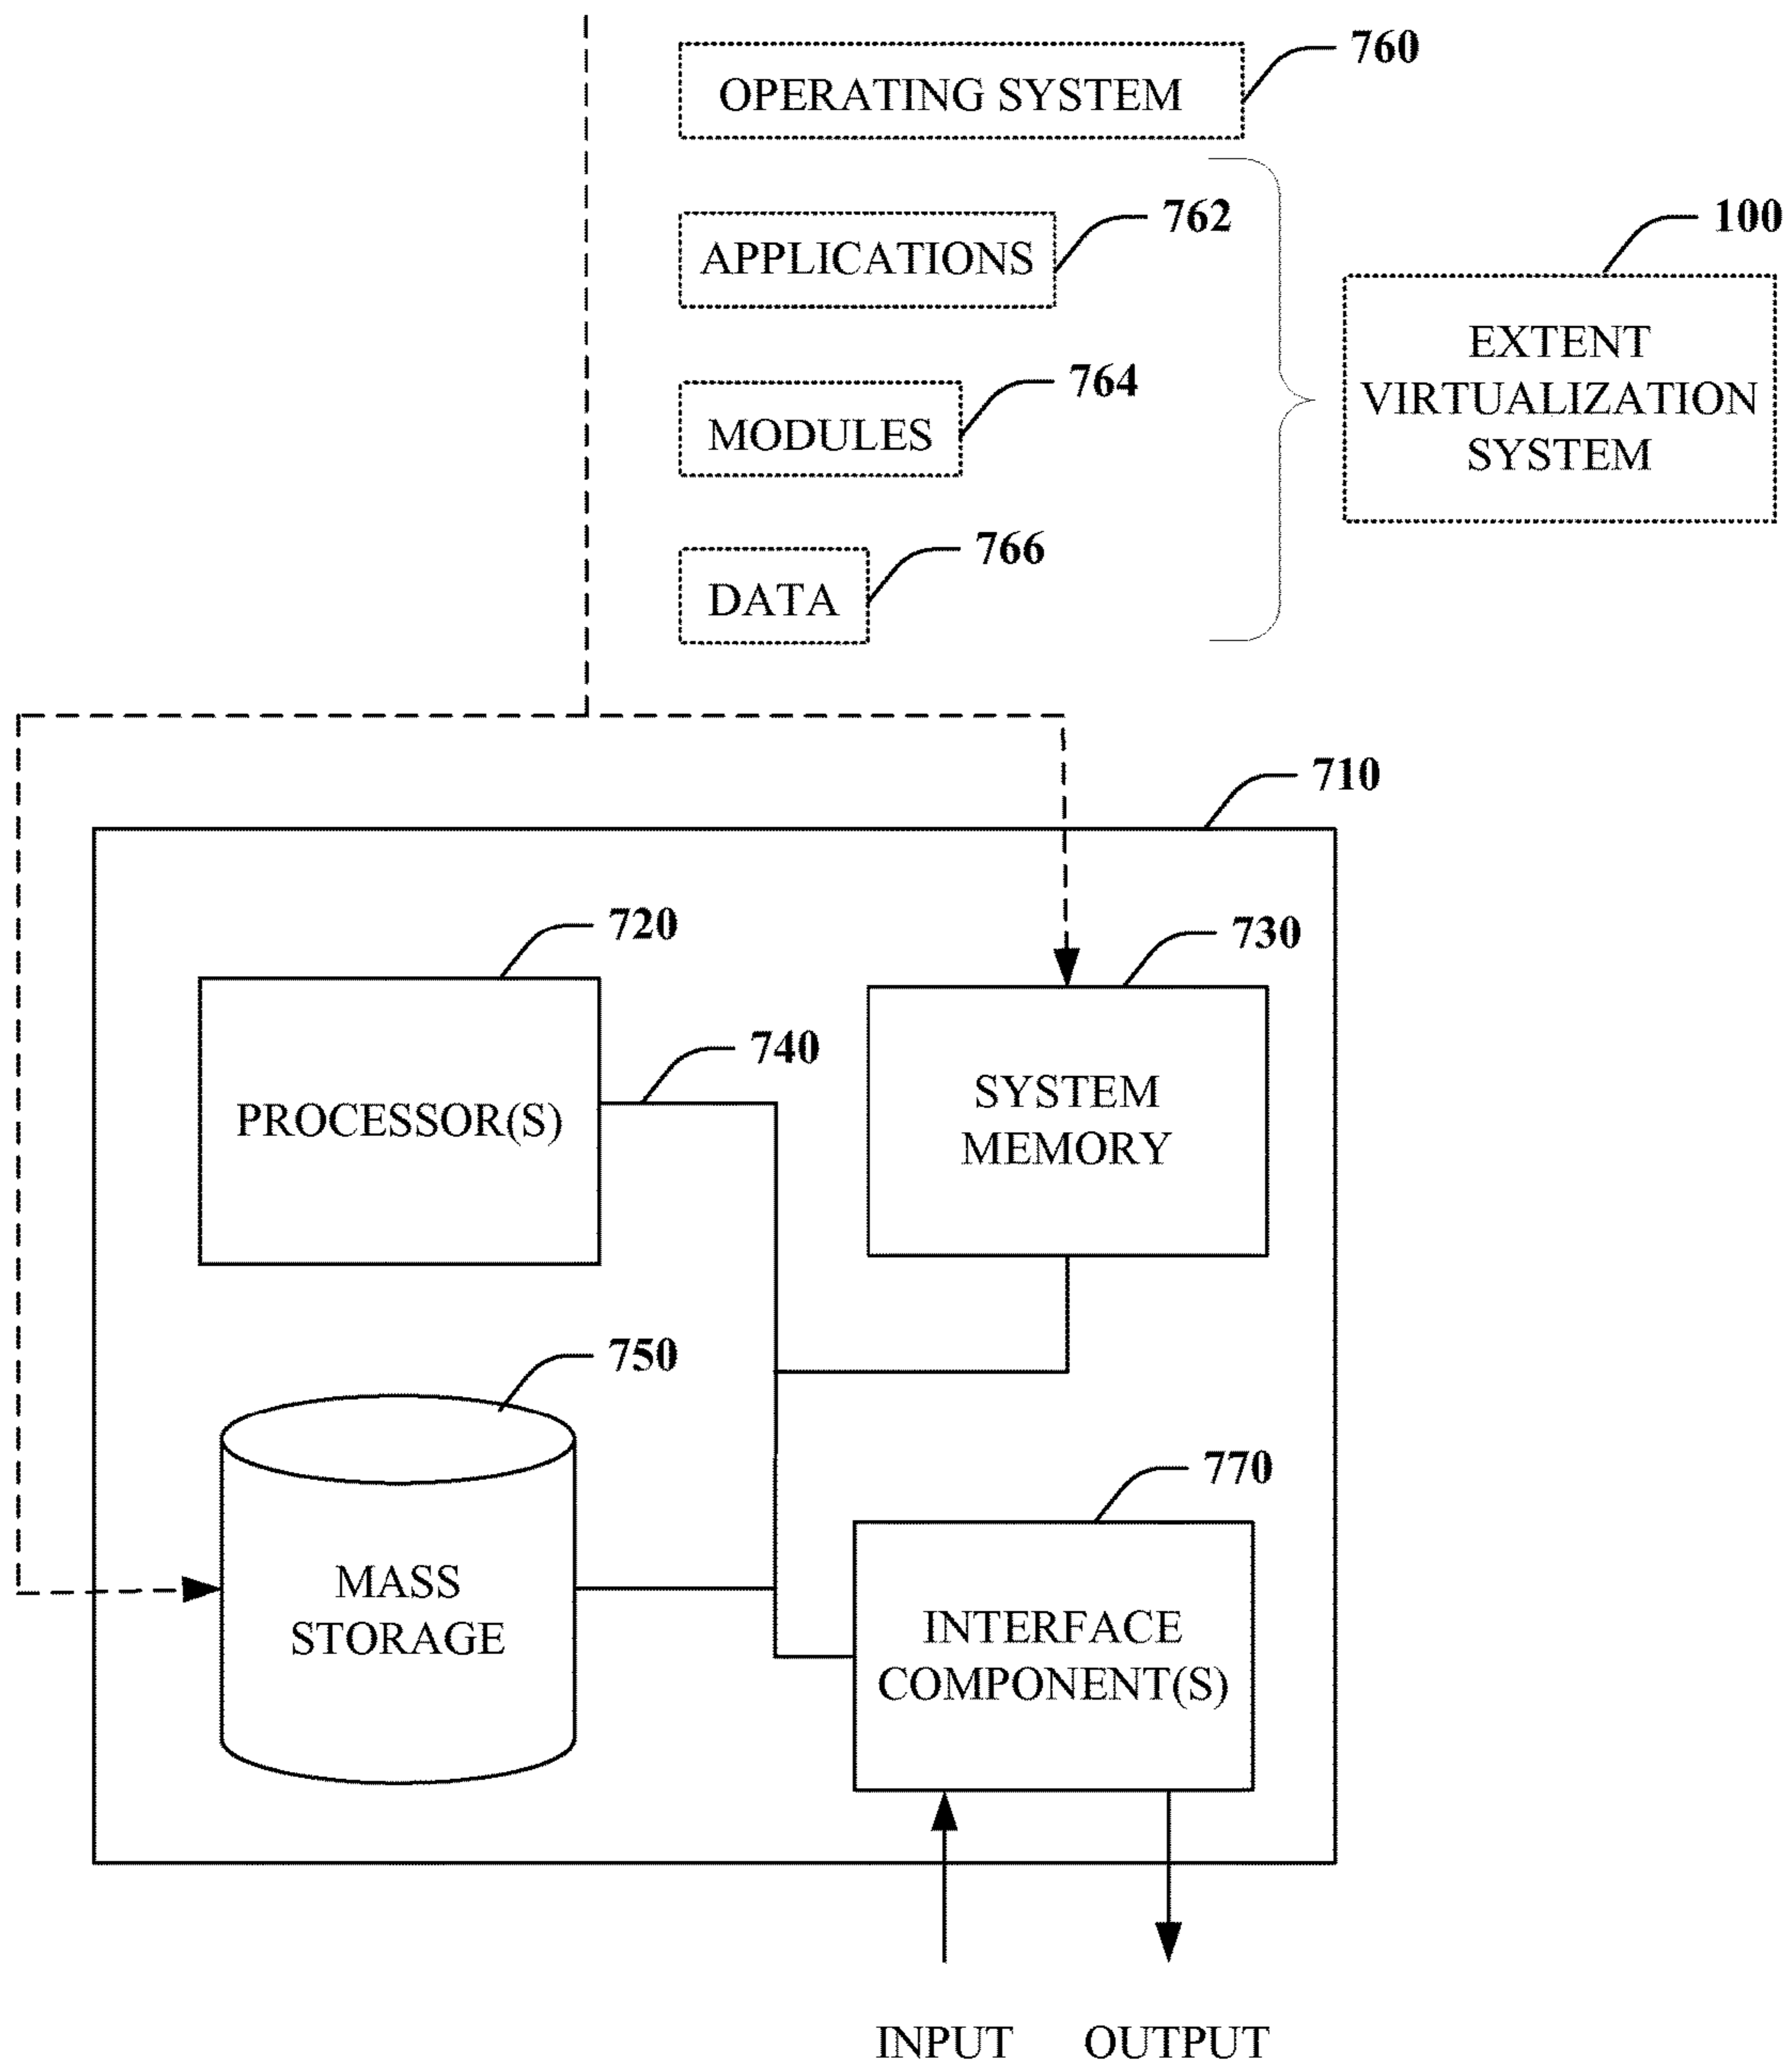 760
OPERATING SYSTEM
762
100
APPLICATIONS
EXTENT
VIRTUALIZATION
SYSTEM
764
MODULES
766
DATA
710
720
730
740
PROCESSOR(S)
SYSTEM
MEMORY
750
770
MASS
STORAGE
INTERFACE
COMPONENT(S)
INPUT
OUTPUT